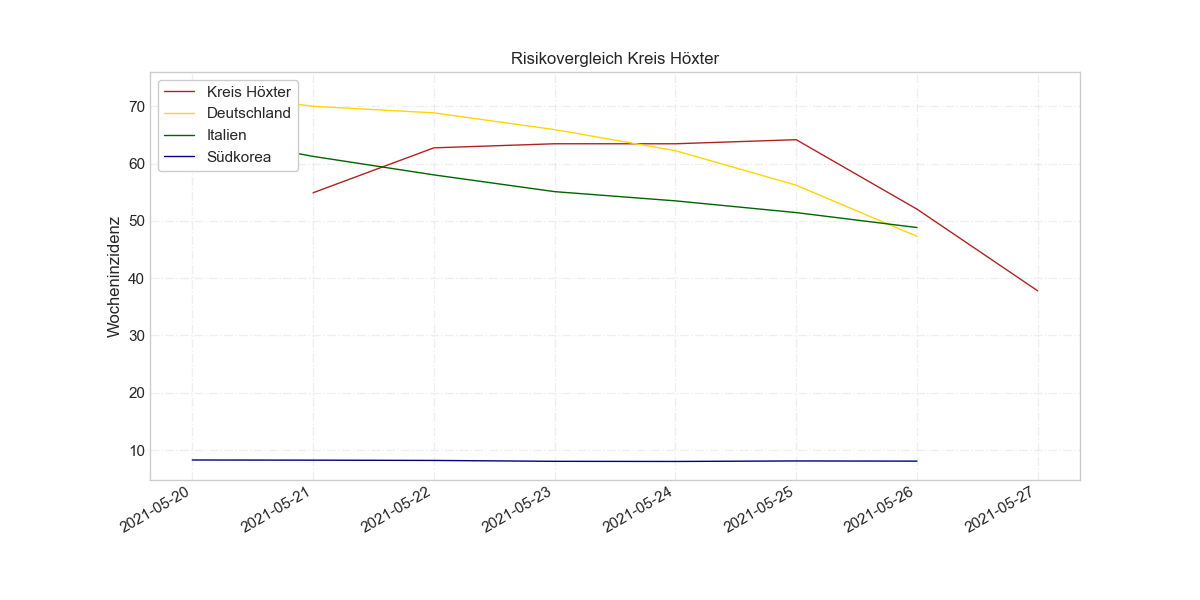 Risikovergleich Kreis Höxter
Kreis Höxter
Deutschland
Italien
Südkorea
Wocheninzidenz
70
60
50
40
30
20
10
2021-05-20
2021-05-21
2021-05-22
2021-05-23
2021-05-24
2021-05-25
2021-05-26
2021-05-27